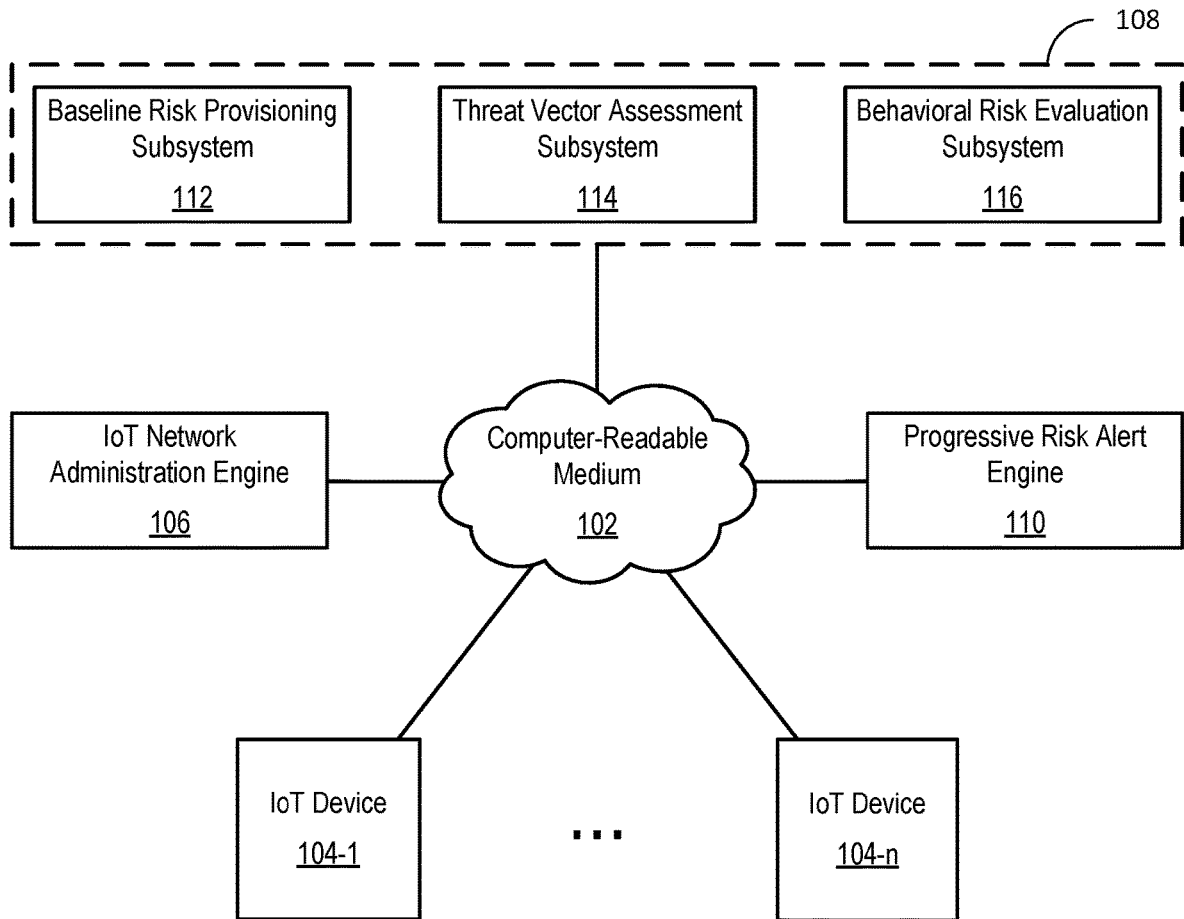 108
Baseline Risk Provisioning
Subsystem
112
Threat Vector Assessment
Subsystem
114
Behavioral Risk Evaluation
Subsystem
116
IoT Network
Administration Engine
106
Computer-Readable
Medium
102
Progressive Risk Alert
Engine
110
IoT Device
104-1
...
IoT Device
104-n